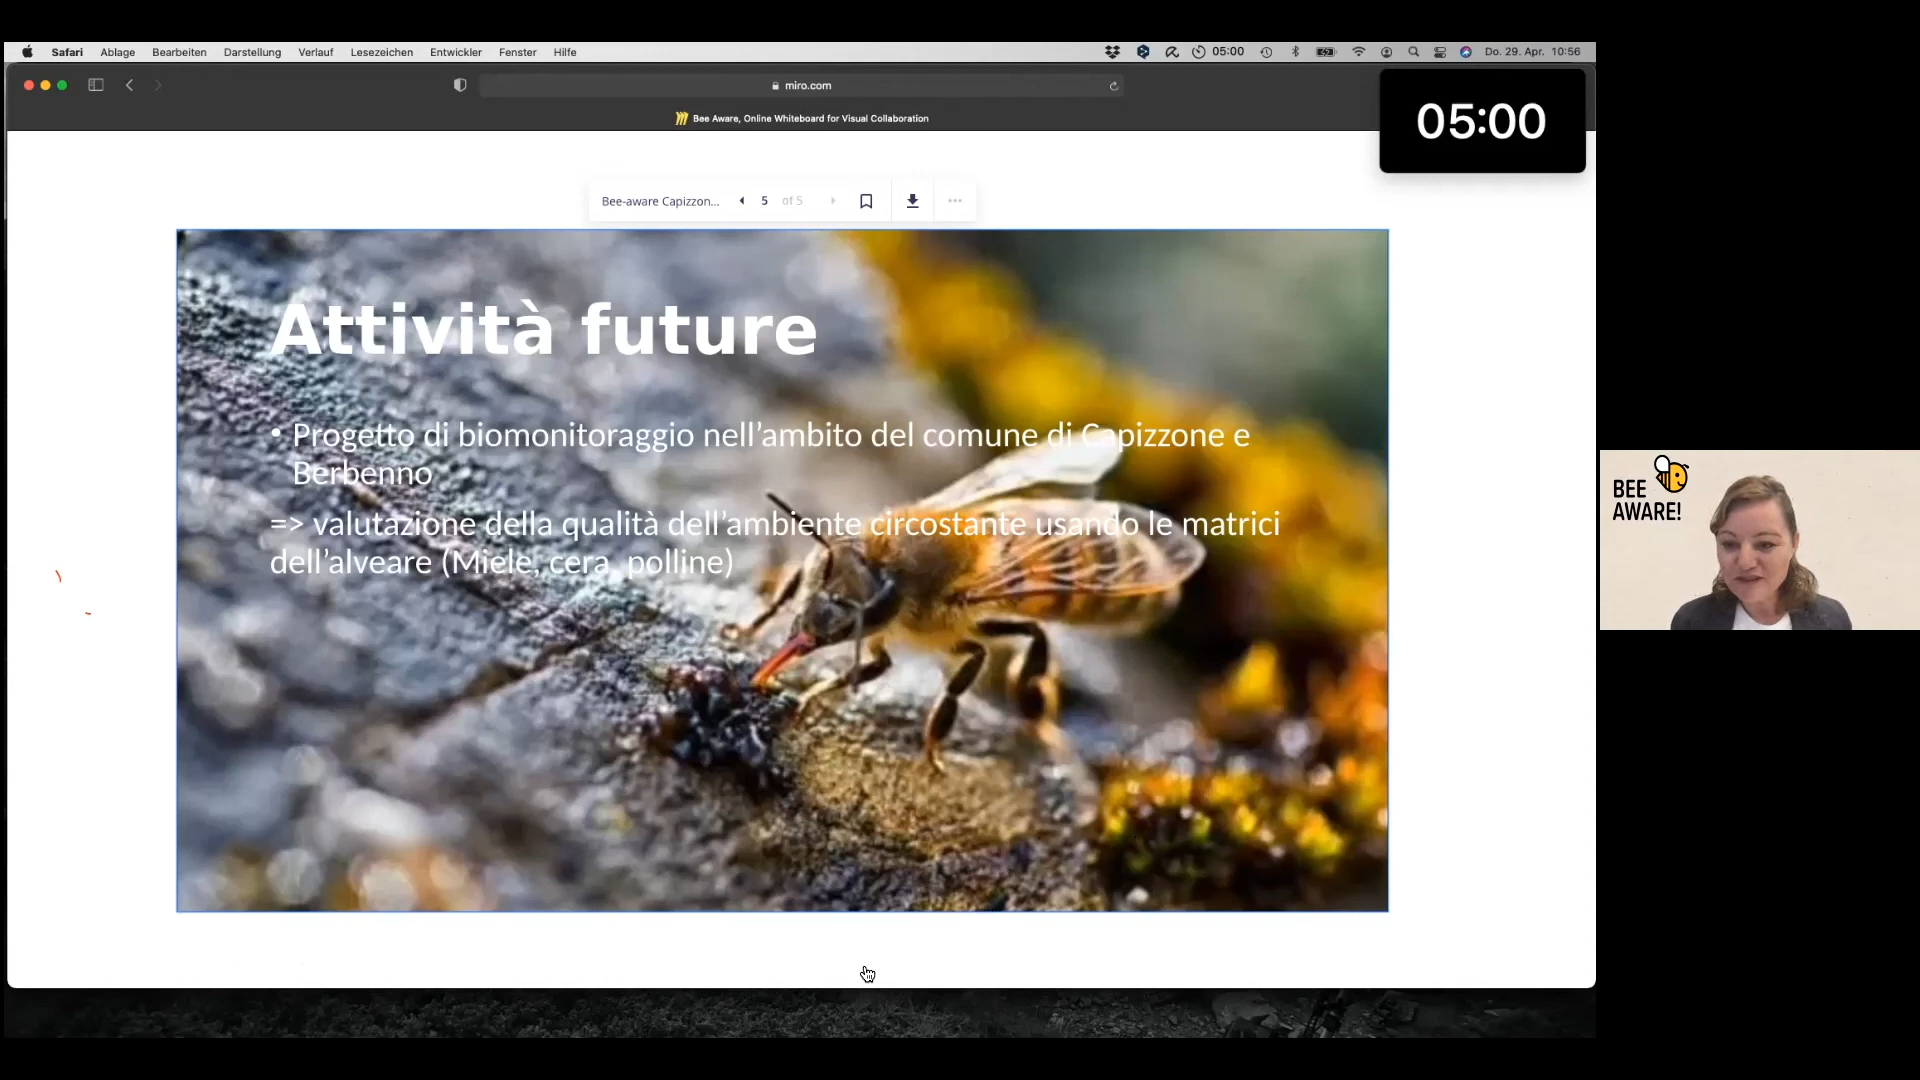 Safari Ablage Bearbeiten Darstellung Verlauf Lesezeichen Entwickler Fenster Hilfe 05:00 Do. 29. Apr. 10:56
miro.com
Bee Aware, Online Whiteboard for Visual Collaboration
05:00
Bee-aware Capizzon... 5 of 5
Attività future
• Progetto di biomonitoraggio nell’ambito del comune di Capizzone e
Berbenno
=> valutazione della qualità dell’ambiente circostante usando le matrici
dell’alveare (Miele, cera, polline)
BEE
AWARE!